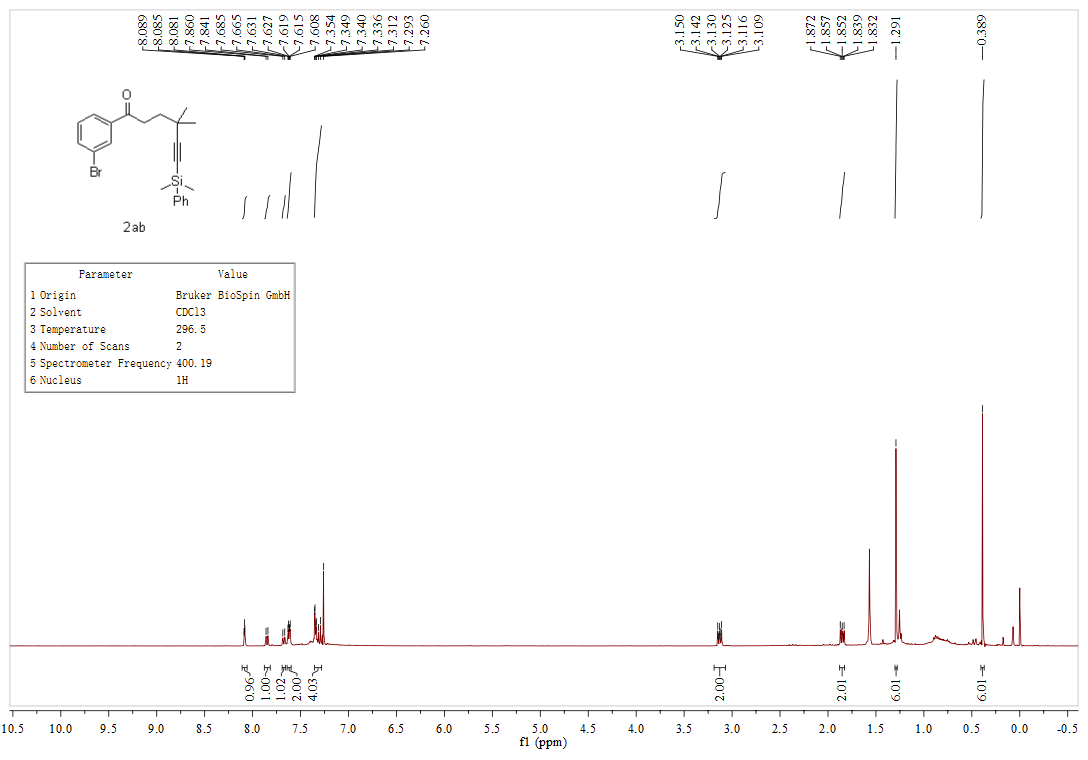 8.089
8.085
8.081
7.860
7.841
7.685
7.665
7.631
7.627
7.619
7.615
7.608
7.354
7.349
7.340
7.336
7.312
7.293
7.260
3.150
3.142
3.130
3.125
3.116
3.109
1.872
1.857
1.852
1.839
1.832
1.291
0.389
O
Br
Si
Ph
2ab
Parameter Value
1 Origin Bruker BioSpin GmbH
2 Solvent CDCl3
3 Temperature 296.5
4 Number of Scans 2
5 Spectrometer Frequency 400.19
6 Nucleus 1H
0.96
1.00
1.02
2.00
4.03
2.00
2.01
6.01
6.01
10.5 10.0 9.5 9.0 8.5 8.0 7.5 7.0 6.5 6.0 5.5 5.0 4.5 4.0 3.5 3.0 2.5 2.0 1.5 1.0 0.5 0.0 -0.5
f1 (ppm)